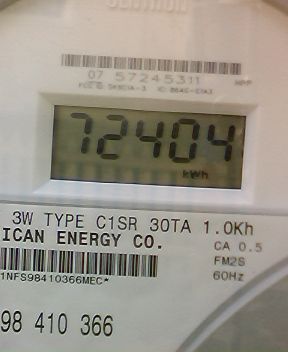 CENTRON
07 57245311
72404
kWh
3W TYPE C1SR 30TA 1.0Kh
ICAN ENERGY CO.
CA 0.5
FM2S
60Hz
1NFS98410366MEC*
98 410 366